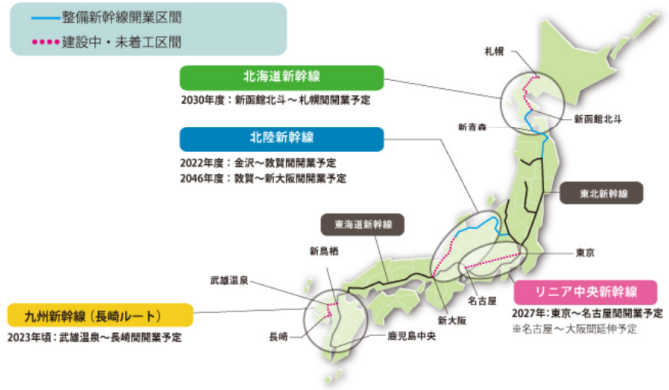 整備新幹線開業区間
建設中・未着工区間
札幌
北海道新幹線
2030年度：新函館北斗～札幌間開業予定
新函館北斗
新青森
北陸新幹線
2022年度：金沢～敦賀間開業予定
2046年度：敦賀～新大阪間開業予定
東北新幹線
東海道新幹線
新鳥栖
東京
武雄温泉
名古屋
リニア中央新幹線
新大阪
九州新幹線（長崎ルート）
2027年：東京～名古屋間開業予定
※名古屋～大阪間延伸予定
2023年頃：武雄温泉～長崎間開業予定
長崎
鹿児島中央